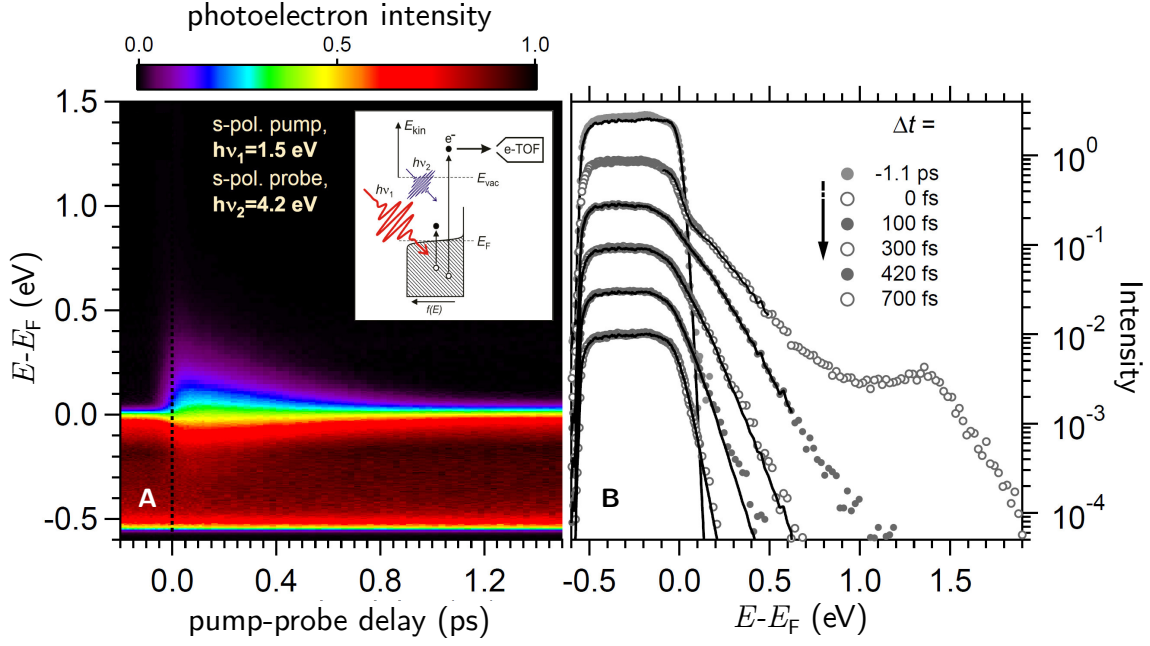 photoelectron intensity
0.0 0.5 1.0
1.5
1.0
0.5
0.0
-0.5
E-E_F (eV)
s-pol. pump,
hν₁=1.5 eV
s-pol. probe,
hν₂=4.2 eV
E_kin
e⁻
e-TOF
hν₂
E_vac
hν₁
E_F
f(E)
A
0.0 0.4 0.8 1.2
pump-probe delay (ps)
Δt =
-1.1 ps
0 fs
100 fs
300 fs
420 fs
700 fs
B
10⁰
10⁻¹
10⁻²
10⁻³
10⁻⁴
Intensity
-0.5 0.0 0.5 1.0 1.5
E-E_F (eV)